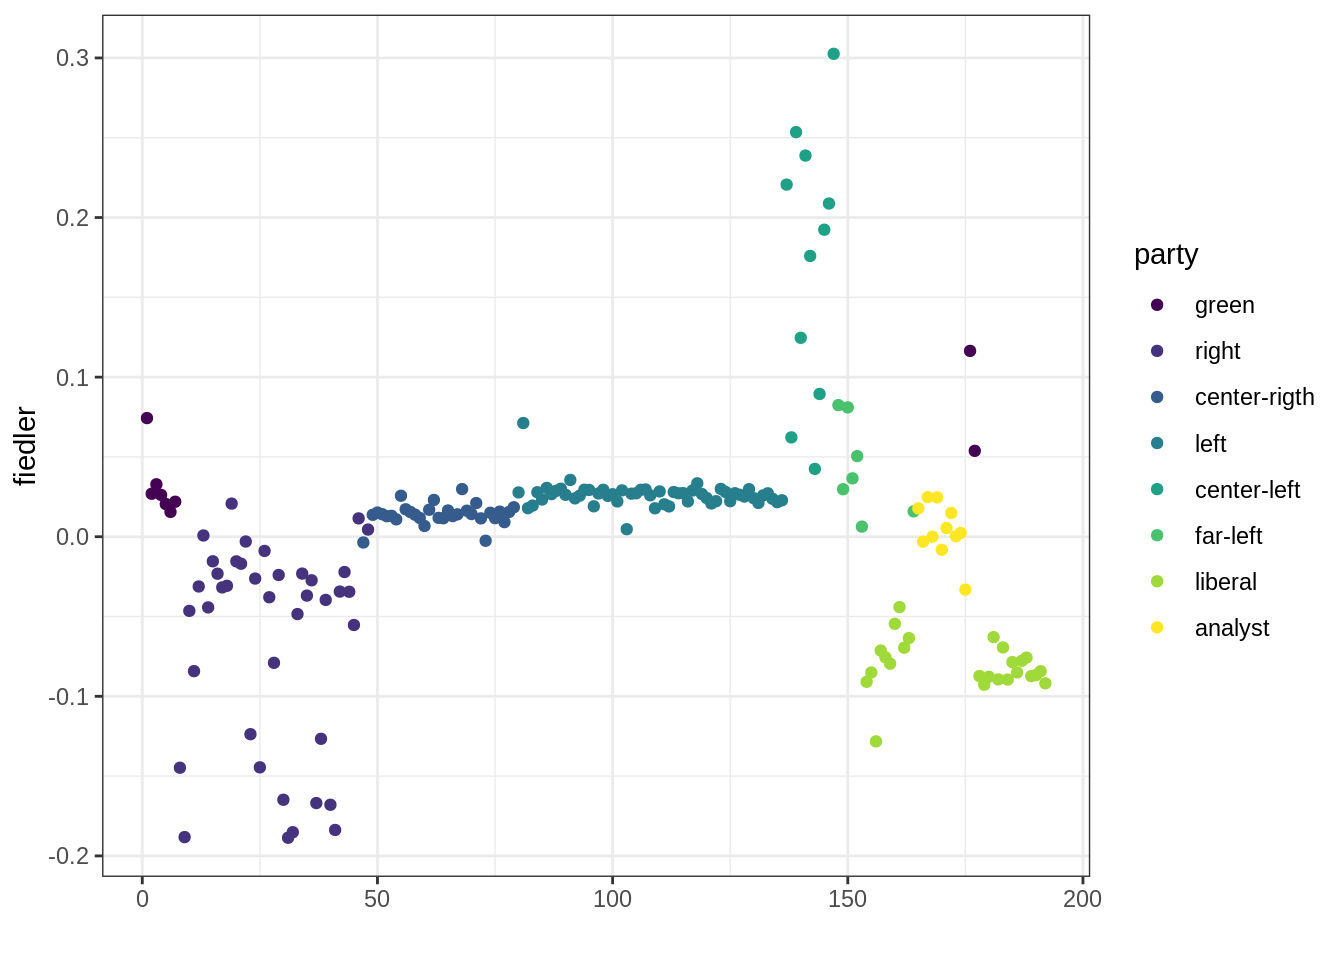 0.3
0.2
0.1
0.0
-0.1
-0.2
fiedler
0
50
100
150
200
party
green
right
center-rigth
left
center-left
far-left
liberal
analyst